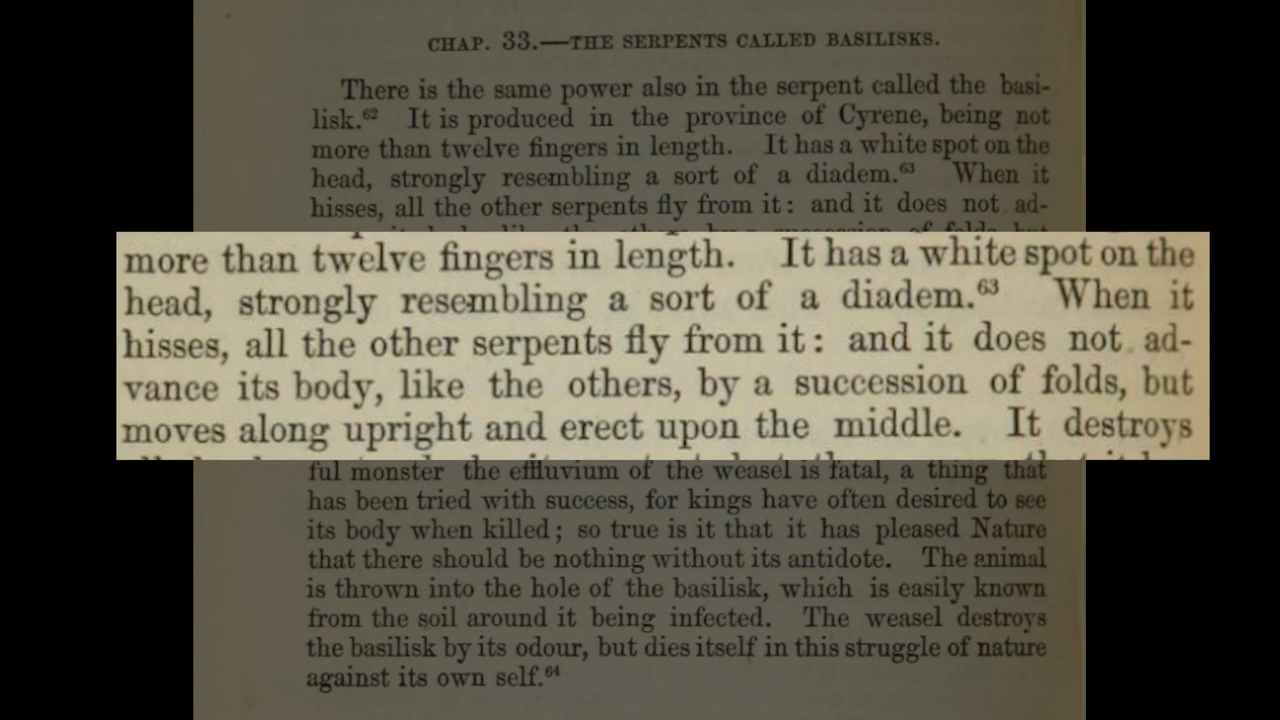 CHAP. 33.—THE SERPENTS CALLED BASILISKS.
There is the same power also in the serpent called the basi-
lisk.62 It is produced in the province of Cyrene, being not
more than twelve fingers in length. It has a white spot on the
head, strongly resembling a sort of a diadem.63 When it
hisses, all the other serpents fly from it: and it does not ad-
more than twelve fingers in length. It has a white spot on the
head, strongly resembling a sort of a diadem.63 When it
hisses, all the other serpents fly from it: and it does not ad-
vance its body, like the others, by a succession of folds, but
moves along upright and erect upon the middle. It destroys
ful monster the effluvium of the weasel is fatal, a thing that
has been tried with success, for kings have often desired to see
its body when killed; so true is it that it has pleased Nature
that there should be nothing without its antidote. The animal
is thrown into the hole of the basilisk, which is easily known
from the soil around it being infected. The weasel destroys
the basilisk by its odour, but dies itself in this struggle of nature
against its own self.64